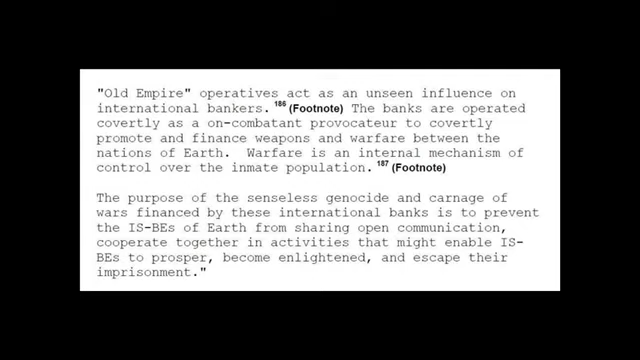 "Old Empire" operatives act as an unseen influence on
international bankers. 186 (Footnote) The banks are operated
covertly as a on-combatant provocateur to covertly
promote and finance weapons and warfare between the
nations of Earth. Warfare is an internal mechanism of
control over the inmate population. 187 (Footnote)
The purpose of the senseless genocide and carnage of
wars financed by these international banks is to prevent
the IS-BEs of Earth from sharing open communication,
cooperate together in activities that might enable IS-
BEs to prosper, become enlightened, and escape their
imprisonment."